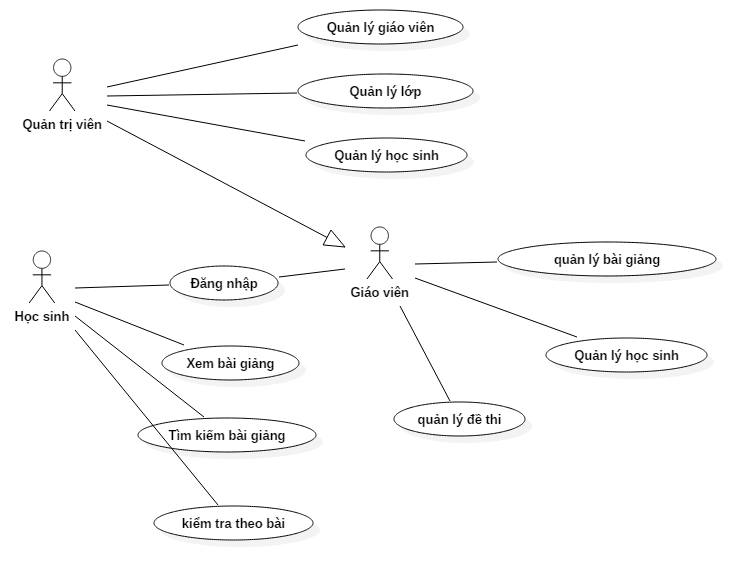 Quản lý giáo viên
Quản lý lớp
Quản trị viên
Quản lý học sinh
quản lý bài giảng
Đăng nhập
Giáo viên
Học sinh
Quản lý học sinh
Xem bài giảng
quản lý đề thi
Tìm kiếm bài giảng
kiểm tra theo bài